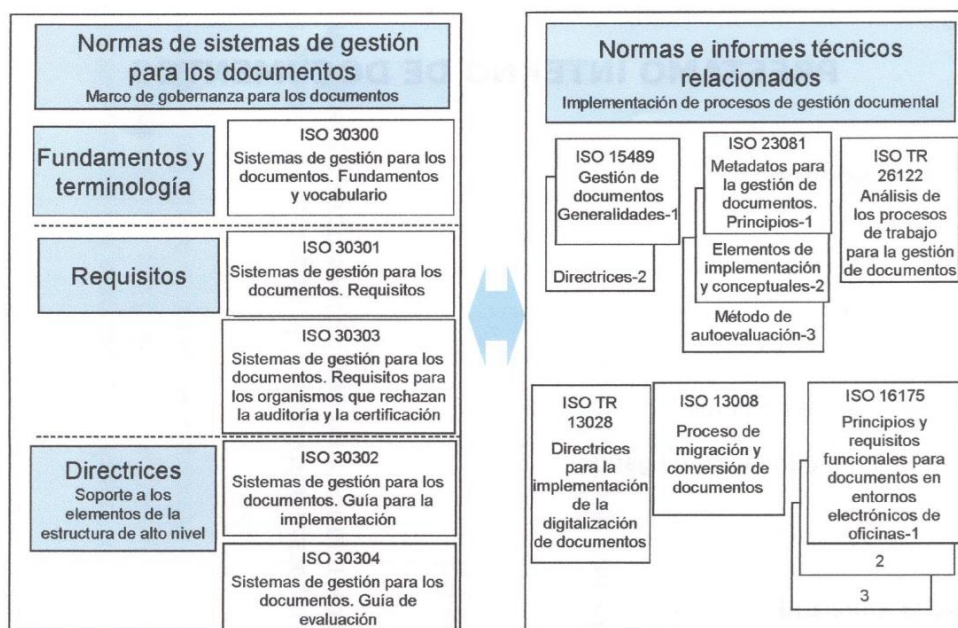 Normas de sistemas de gestión
para los documentos
Marco de gobernanza para los documentos
Fundamentos y
terminología
ISO 30300
Sistemas de gestión para los
documentos. Fundamentos
y vocabulario
Requisitos
ISO 30301
Sistemas de gestión para los
documentos. Requisitos
ISO 30303
Sistemas de gestión para los
documentos. Requisitos para
los organismos que rechazan
la auditoría y la certificación
Directrices
Soporte a los
elementos de la
estructura de alto nivel
ISO 30302
Sistemas de gestión para los
documentos. Guía para la
implementación
ISO 30304
Sistemas de gestión para los
documentos. Guía de
evaluación
Normas e informes técnicos
relacionados
Implementación de procesos de gestión documental
ISO 15489
Gestión de
documentos
Generalidades-1
Directrices-2
ISO 23081
Metadatos para
la gestión de
documentos.
Principios-1
Elementos de
implementación
y conceptuales-2
Método de
autoevaluación-3
ISO TR
26122
Análisis de
los procesos
de trabajo
para la gestión
de documentos
ISO TR
13028
Directrices
para la
implementación
de la
digitalización
de documentos
ISO 13008
Proceso de
migración y
conversión de
documentos
ISO 16175
Principios y
requisitos
funcionales para
documentos en
entornos
electrónicos de
oficinas-1
2
3